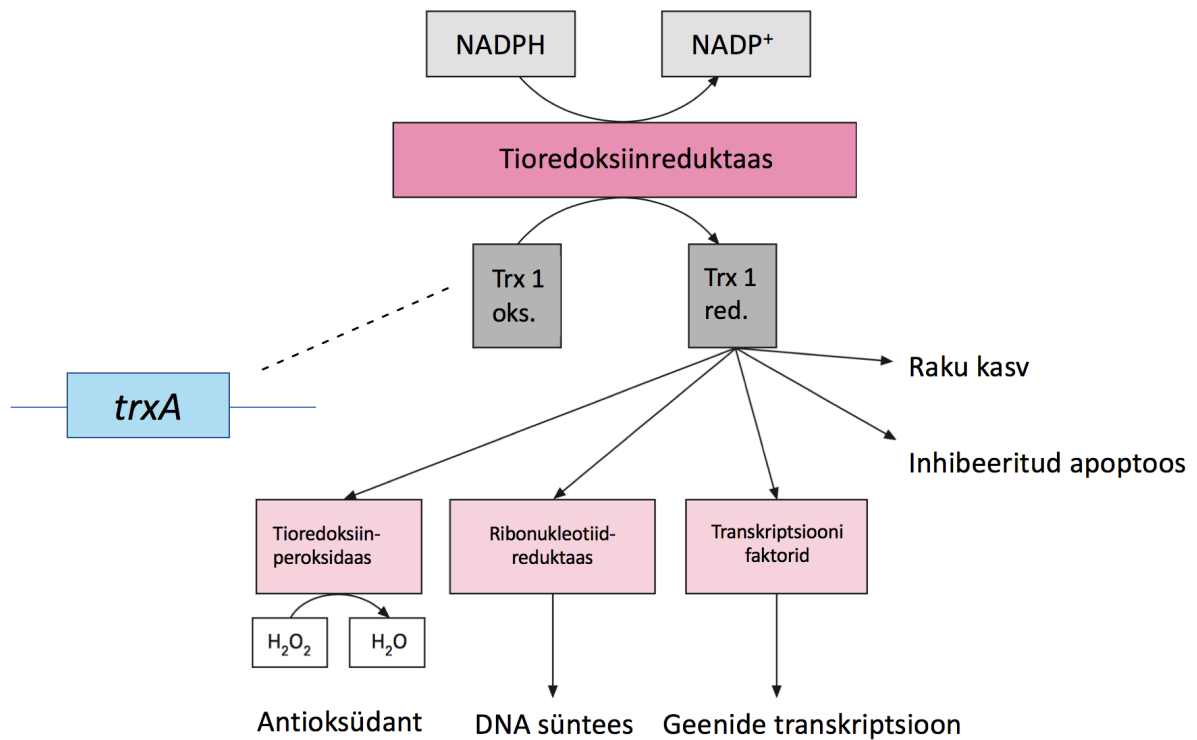 NADPH
NADP⁺
Tioredoksiinreduktaas
Trx 1
oks.
Trx 1
red.
trxA
Raku kasv
Inhibeeritud apoptoos
Tioredoksiin-
peroksidaas
Ribonukleotiid-
reduktaas
Transkriptsiooni
faktorid
H₂O₂
H₂O
Antioksüdant
DNA süntees
Geenide transkriptsioon